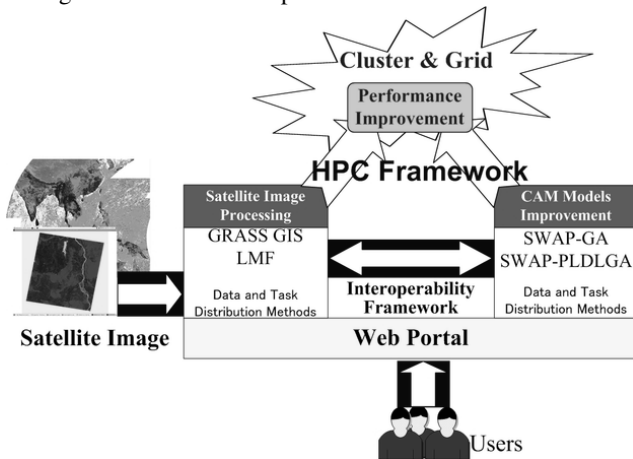 Cluster & Grid
Performance
Improvement
HPC Framework
Satellite Image
Processing
GRASS GIS
LMF
Data and Task
Distribution Methods
Interoperability
Framework
CAM Models
Improvement
SWAP-GA
SWAP-PLDLGA
Data and Task
Distribution Methods
Satellite Image
Web Portal
Users